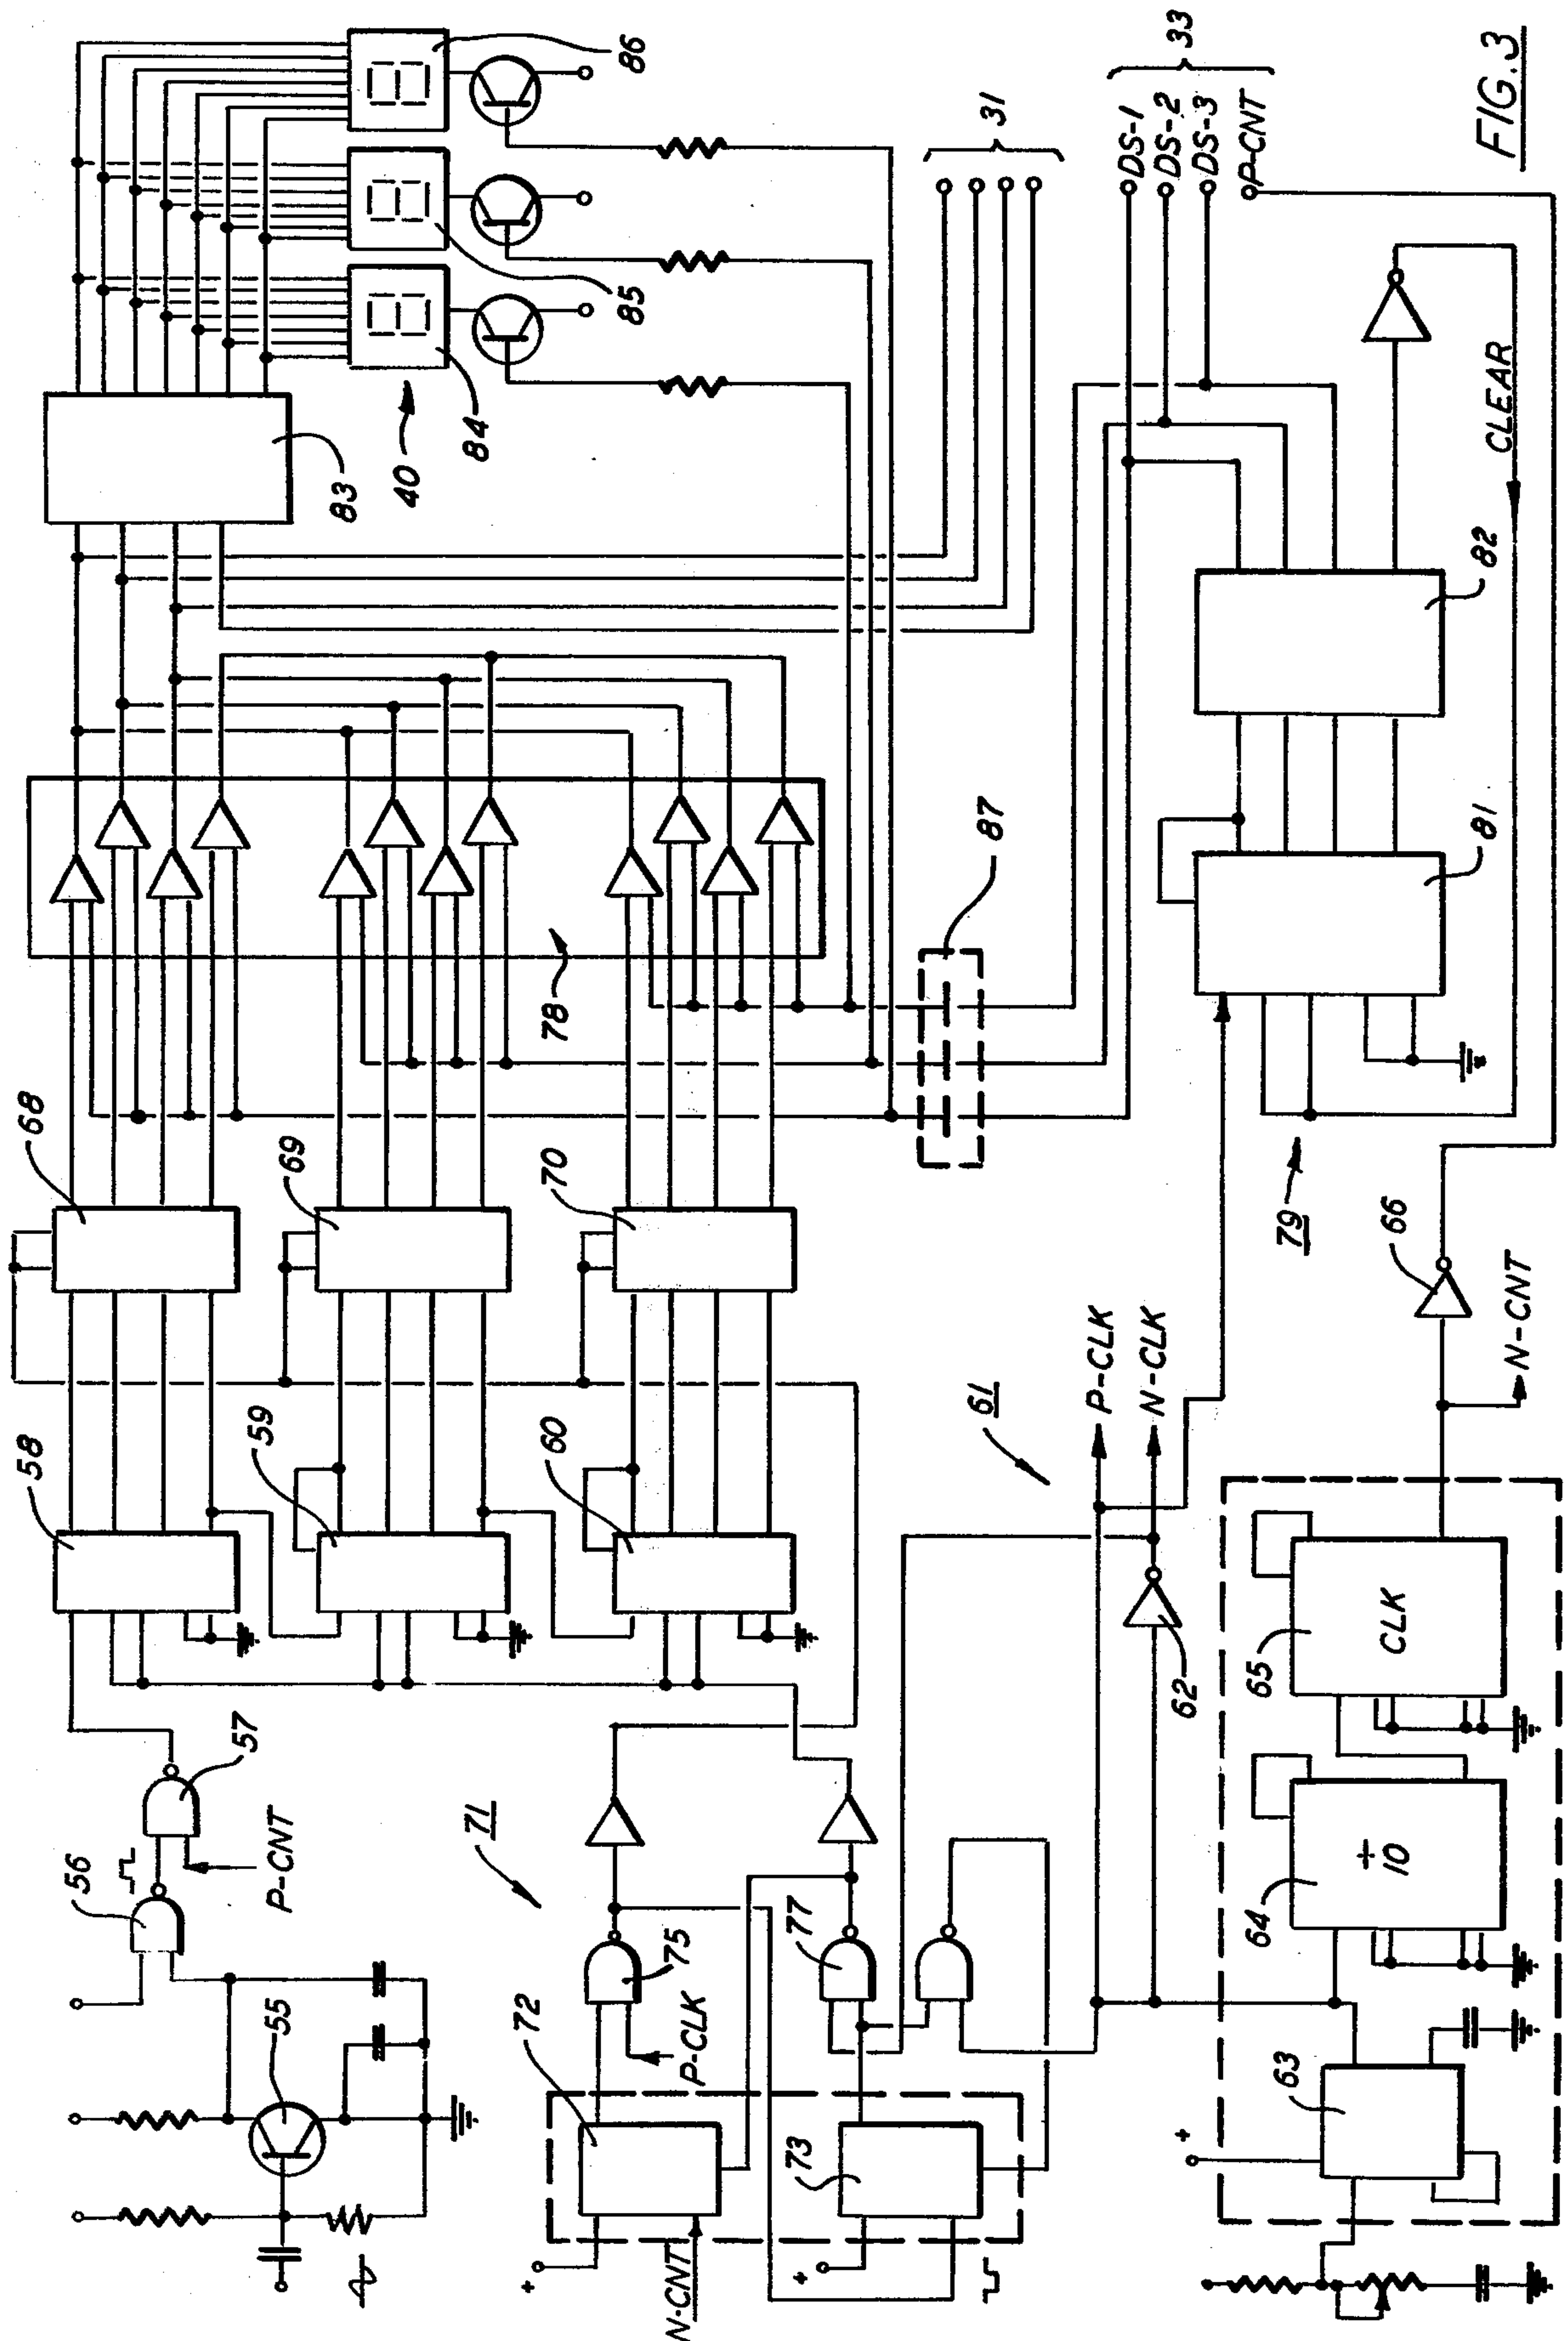 86
31
33
DS-1
DS-2
DS-3
P-CNT
FIG.3
85
84
40
83
CLEAR
82
81
87
78
79
68
69
70
66
N-CNT
P-CLK
N-CLK
61
58
59
60
57
56
P-CNT
62
65
CLK
71
64
÷
10
75
77
P-CLK
72
55
73
63
+
+
+
N-CNT